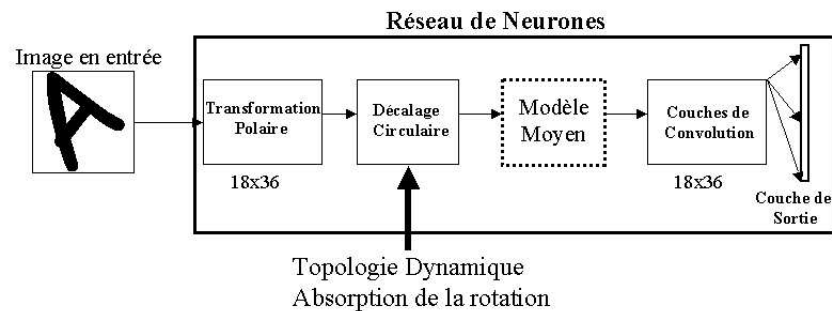 Réseau de Neurones
Image en entrée
A
Transformation
Polaire
18x36
Décalage
Circulaire
Modèle
Moyen
Couches de
Convolution
18x36
Couche de
Sortie
Topologie Dynamique
Absorption de la rotation